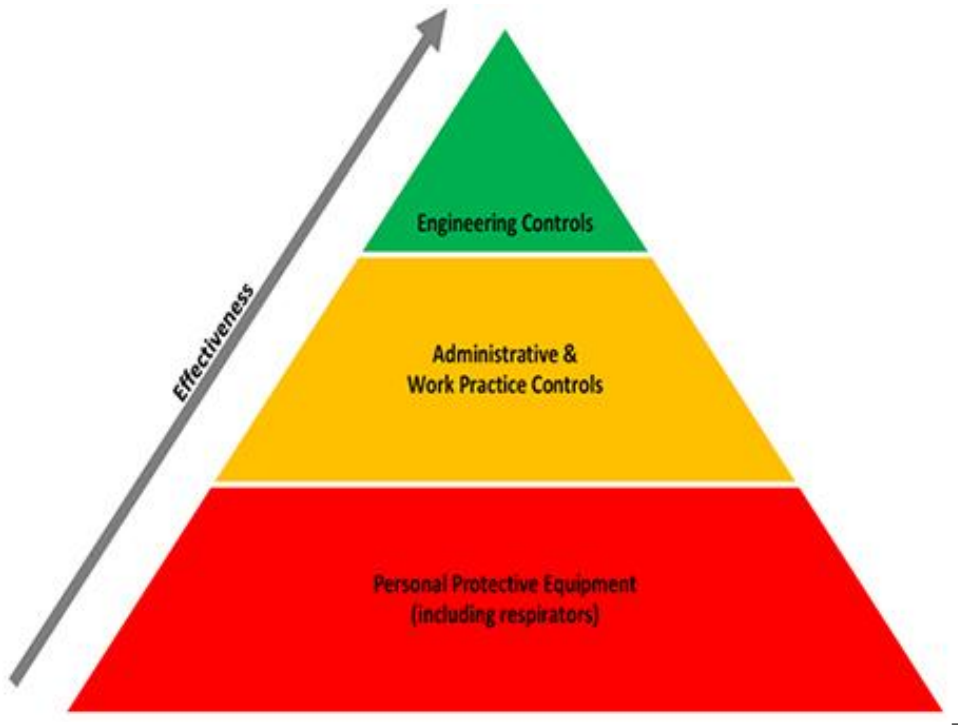 Effectiveness
Engineering Controls
Administrative &
Work Practice Controls
Personal Protective Equipment
(including respirators)